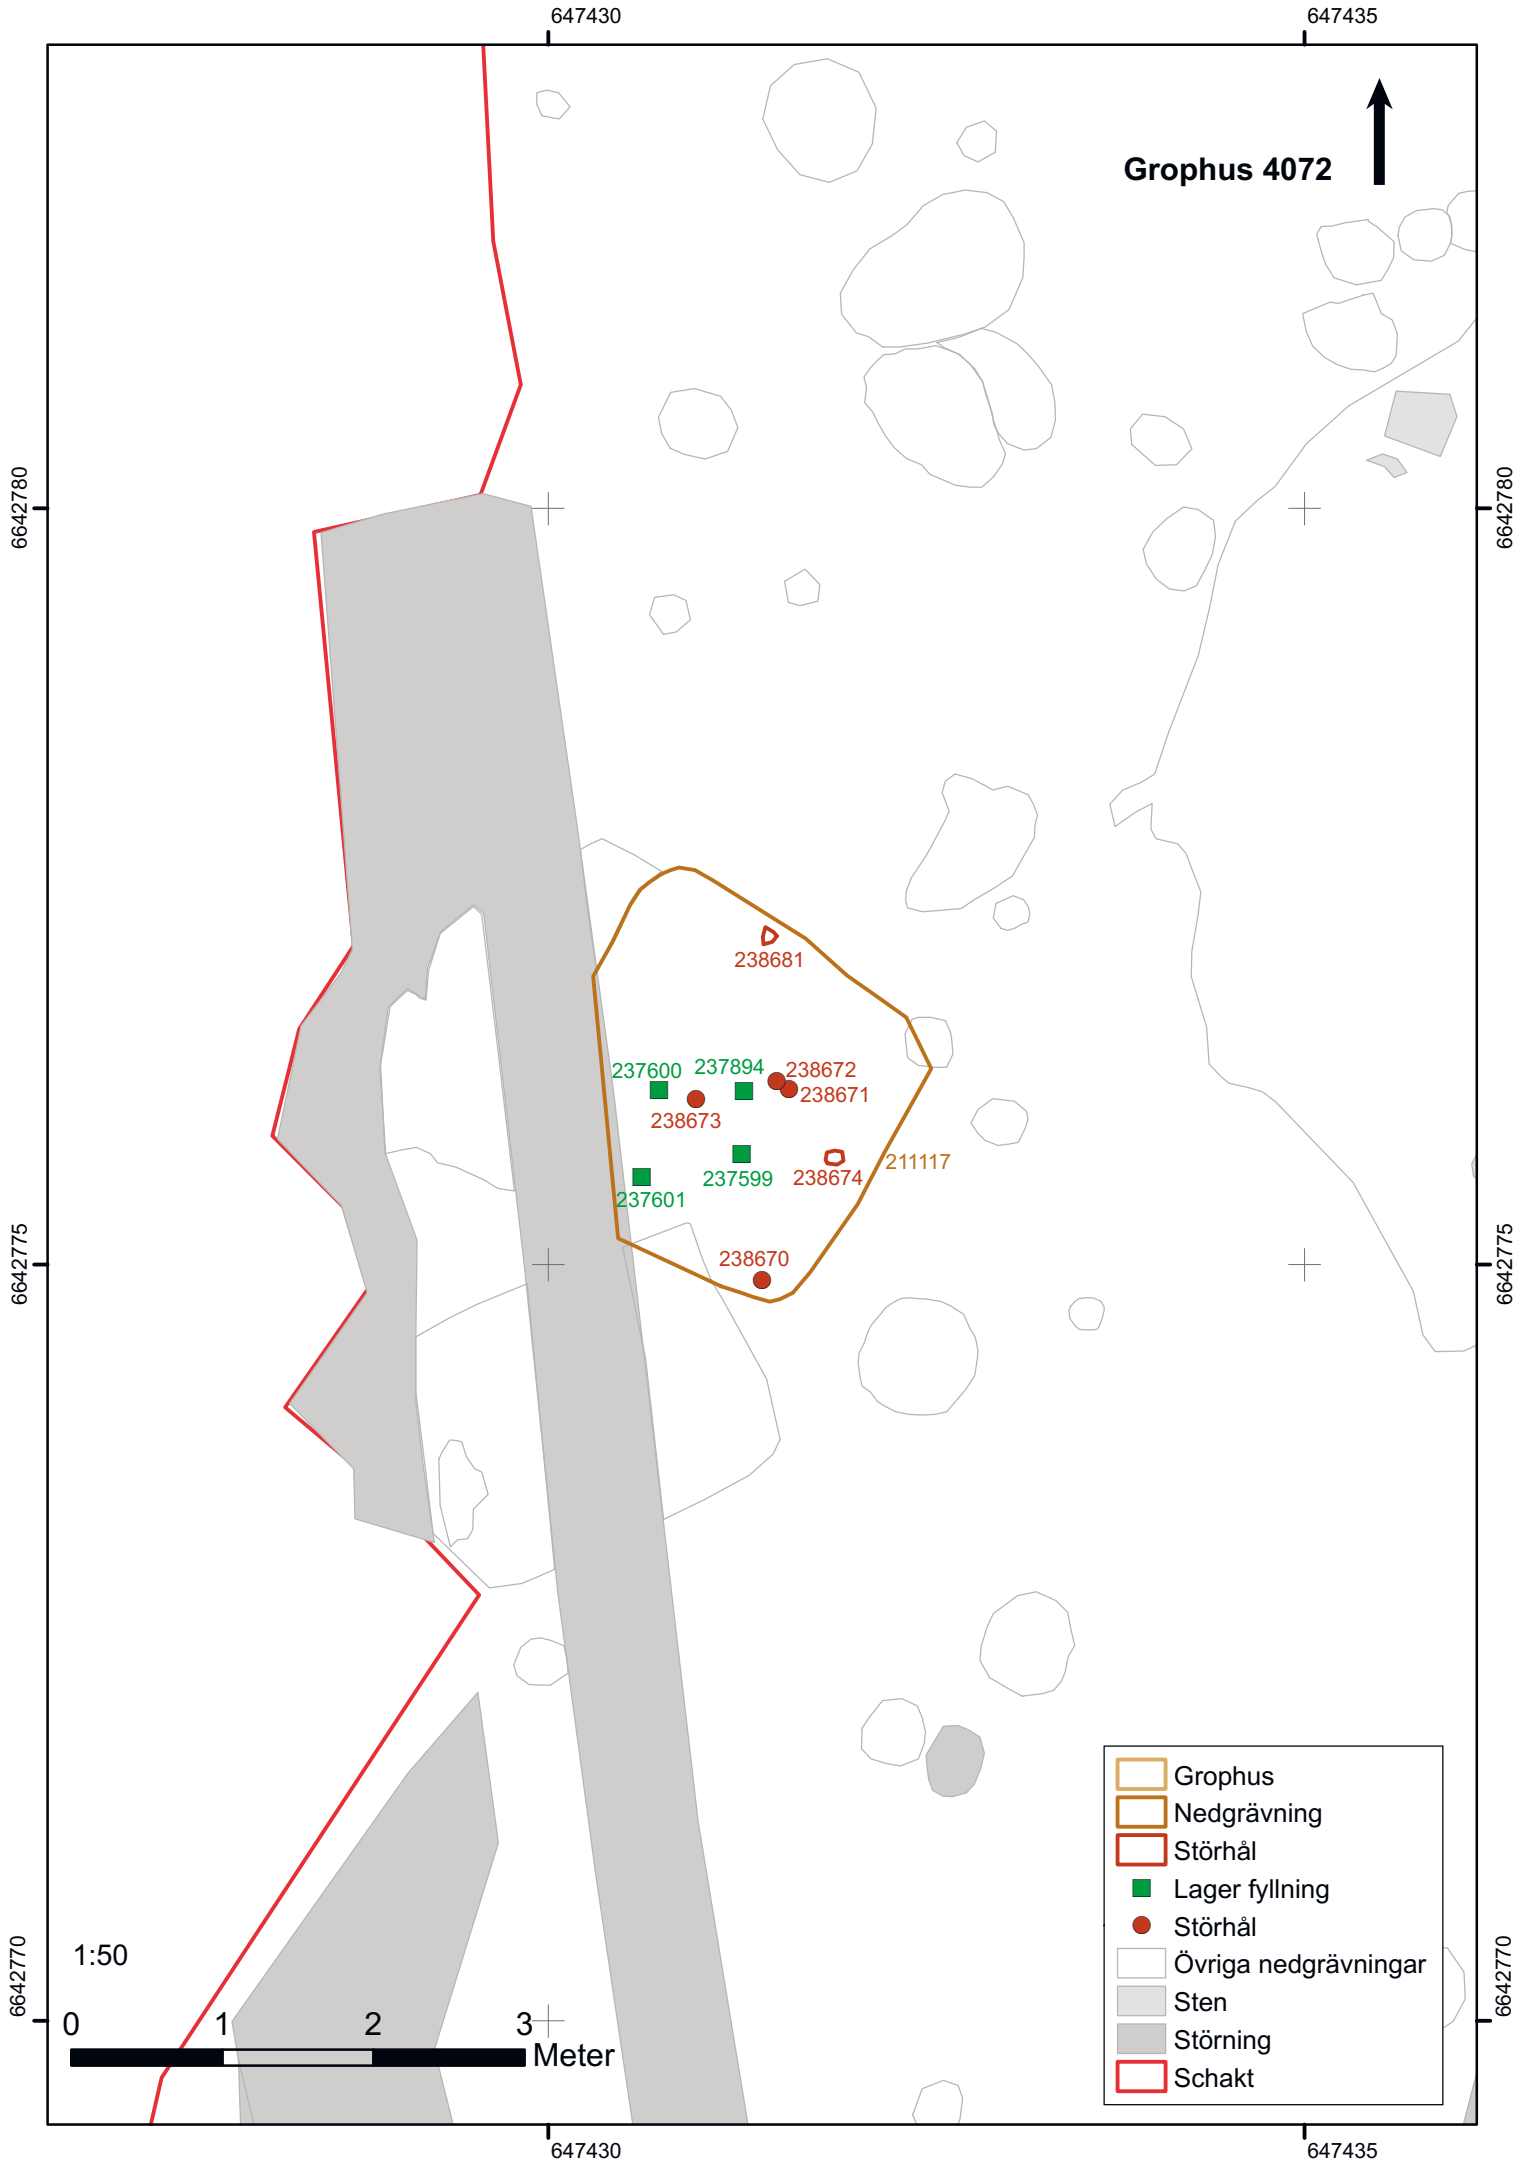 647430
647435
Grophus 4072
6642780
6642780
238681
237600
237894
238672
238671
238673
211117
237599
238674
237601
238670
6642775
6642775
Grophus
Nedgrävning
Störhål
Lager fyllning
Störhål
Övriga nedgrävningar
Sten
Störning
Schakt
1:50
0 1 2 3
Meter
6642770
6642770
647430
647435